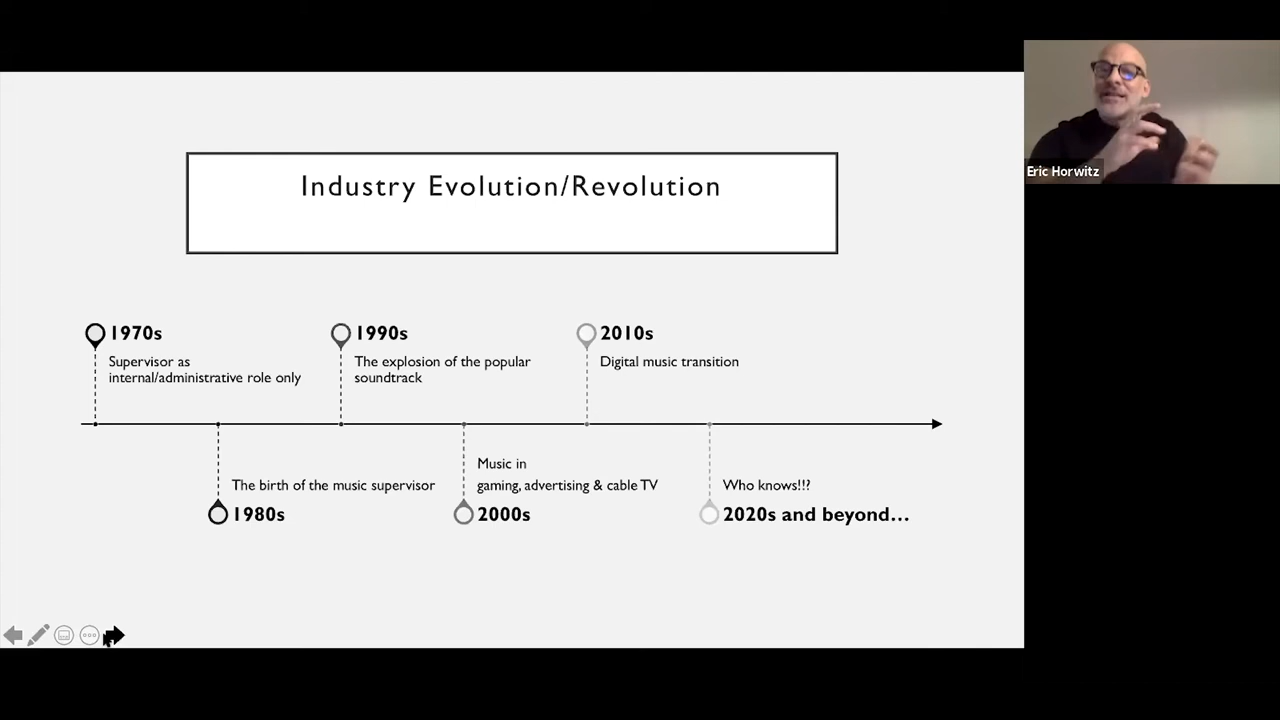 Industry Evolution/Revolution
Eric Horwitz
1970s
Supervisor as
internal/administrative role only
1990s
The explosion of the popular
soundtrack
2010s
Digital music transition
The birth of the music supervisor
1980s
Music in
gaming, advertising & cable TV
2000s
Who knows!!?
2020s and beyond...